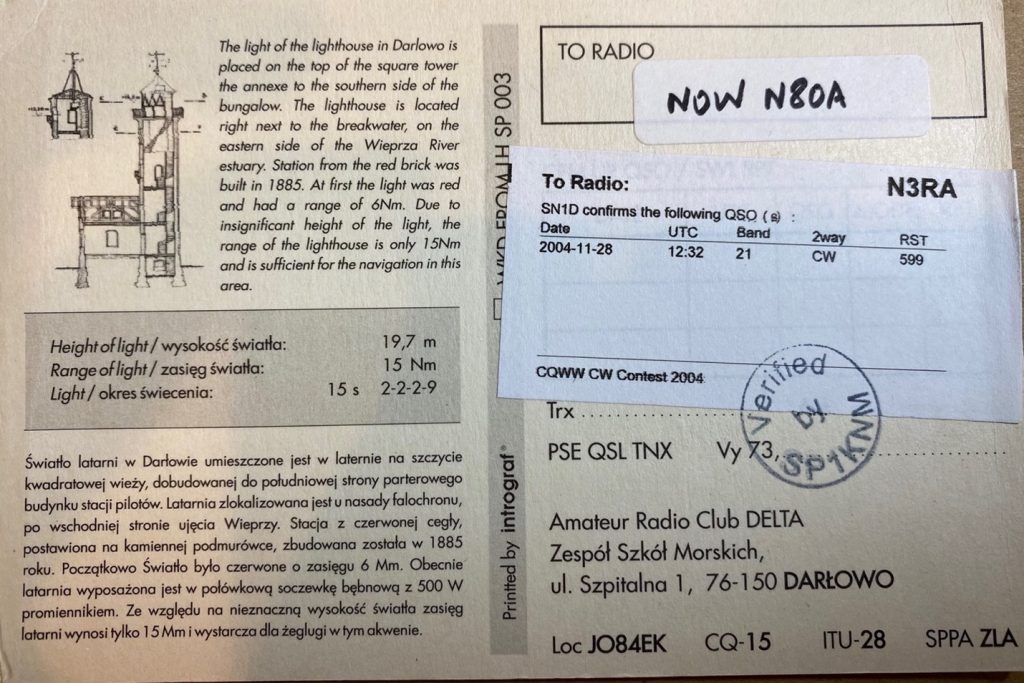 The light of the lighthouse in Darlowo is
placed on the top of the square tower
the annexe to the southern side of the
bungalow. The lighthouse is located
right next to the breakwater, on the
eastern side of the Wieprza River
estuary. Station from the red brick was
built in 1885. At first the light was red
and had a range of 6Nm. Due to
insignificant height of the light, the
range of the lighthouse is only 15Nm
and is sufficient for the navigation in this
area.
Height of light / wysokość światła: 19,7 m
Range of light / zasięg światła: 15 Nm
Light / okres świecenia: 15 s 2-2-2-9
Światło latarni w Darłowie umieszczone jest w laternie na szczycie
kwadratowej wieży, dobudowanej do południowej strony parterowego
budynku stacji pilotów. Latarnia zlokalizowana jest u nasady falochronu,
po wschodniej stronie ujęcia Wieprzy. Stacja z czerwonej cegły,
postawiona na kamiennej podmurówce, zbudowana została w 1885
roku. Początkowo Światło było czerwone o zasięgu 6 Mm. Obecnie
latarnia wyposażona jest w połówkową soczewkę bębnową z 500 W
promiennikiem. Ze względu na nieznaczną wysokość światła zasięg
latarni wynosi tylko 15 Mm i wystarcza dla żeglugi w tym akwenie.
WKD FROM LH SP 003
Printted by intrograf®
TO RADIO
NOW N8OA
To Radio: N3RA
SN1D confirms the following QSO (s) :
Date UTC Band 2way RST
2004-11-28 12:32 21 CW 599
CQWW CW Contest 2004
Verified
by
SP1KNM
Trx
PSE QSL TNX Vy 73,
Amateur Radio Club DELTA
Zespół Szkół Morskich,
ul. Szpitalna 1, 76-150 DARŁOWO
Loc JO84EK CQ-15 ITU-28 SPPA ZLA